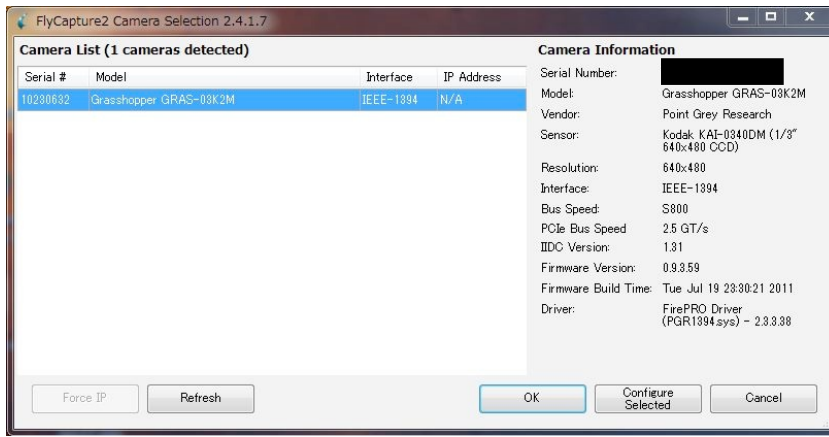 FlyCapture2 Camera Selection 2.4.1.7
Camera List (1 cameras detected)
Serial # Model Interface IP Address
10230632 Grasshopper GRAS-03K2M IEEE-1394 N/A
Camera Information
Serial Number:
Model: Grasshopper GRAS-03K2M
Vendor: Point Grey Research
Sensor: Kodak KAI-0340DM (1/3"
640x480 CCD)
Resolution: 640x480
Interface: IEEE-1394
Bus Speed: S800
PCIe Bus Speed 2.5 GT/s
IIDC Version: 1.31
Firmware Version: 0.9.3.59
Firmware Build Time: Tue Jul 19 23:30:21 2011
Driver: FirePRO Driver
(PGR1394.sys) - 2.3.3.38
Force IP Refresh OK Configure
Selected Cancel